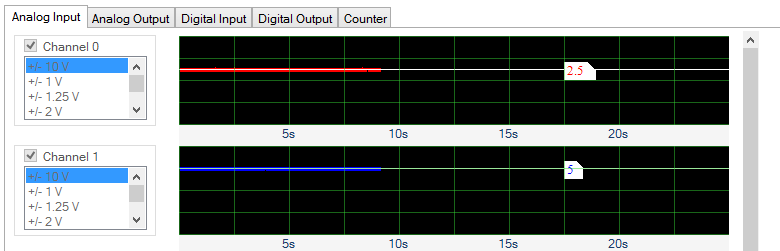 Analog Input Analog Output Digital Input Digital Output Counter
Channel 0
+/- 10 V
+/- 1 V
+/- 1.25 V
+/- 2 V
2.5
5s 10s 15s 20s
Channel 1
+/- 10 V
+/- 1 V
+/- 1.25 V
+/- 2 V
5
5s 10s 15s 20s